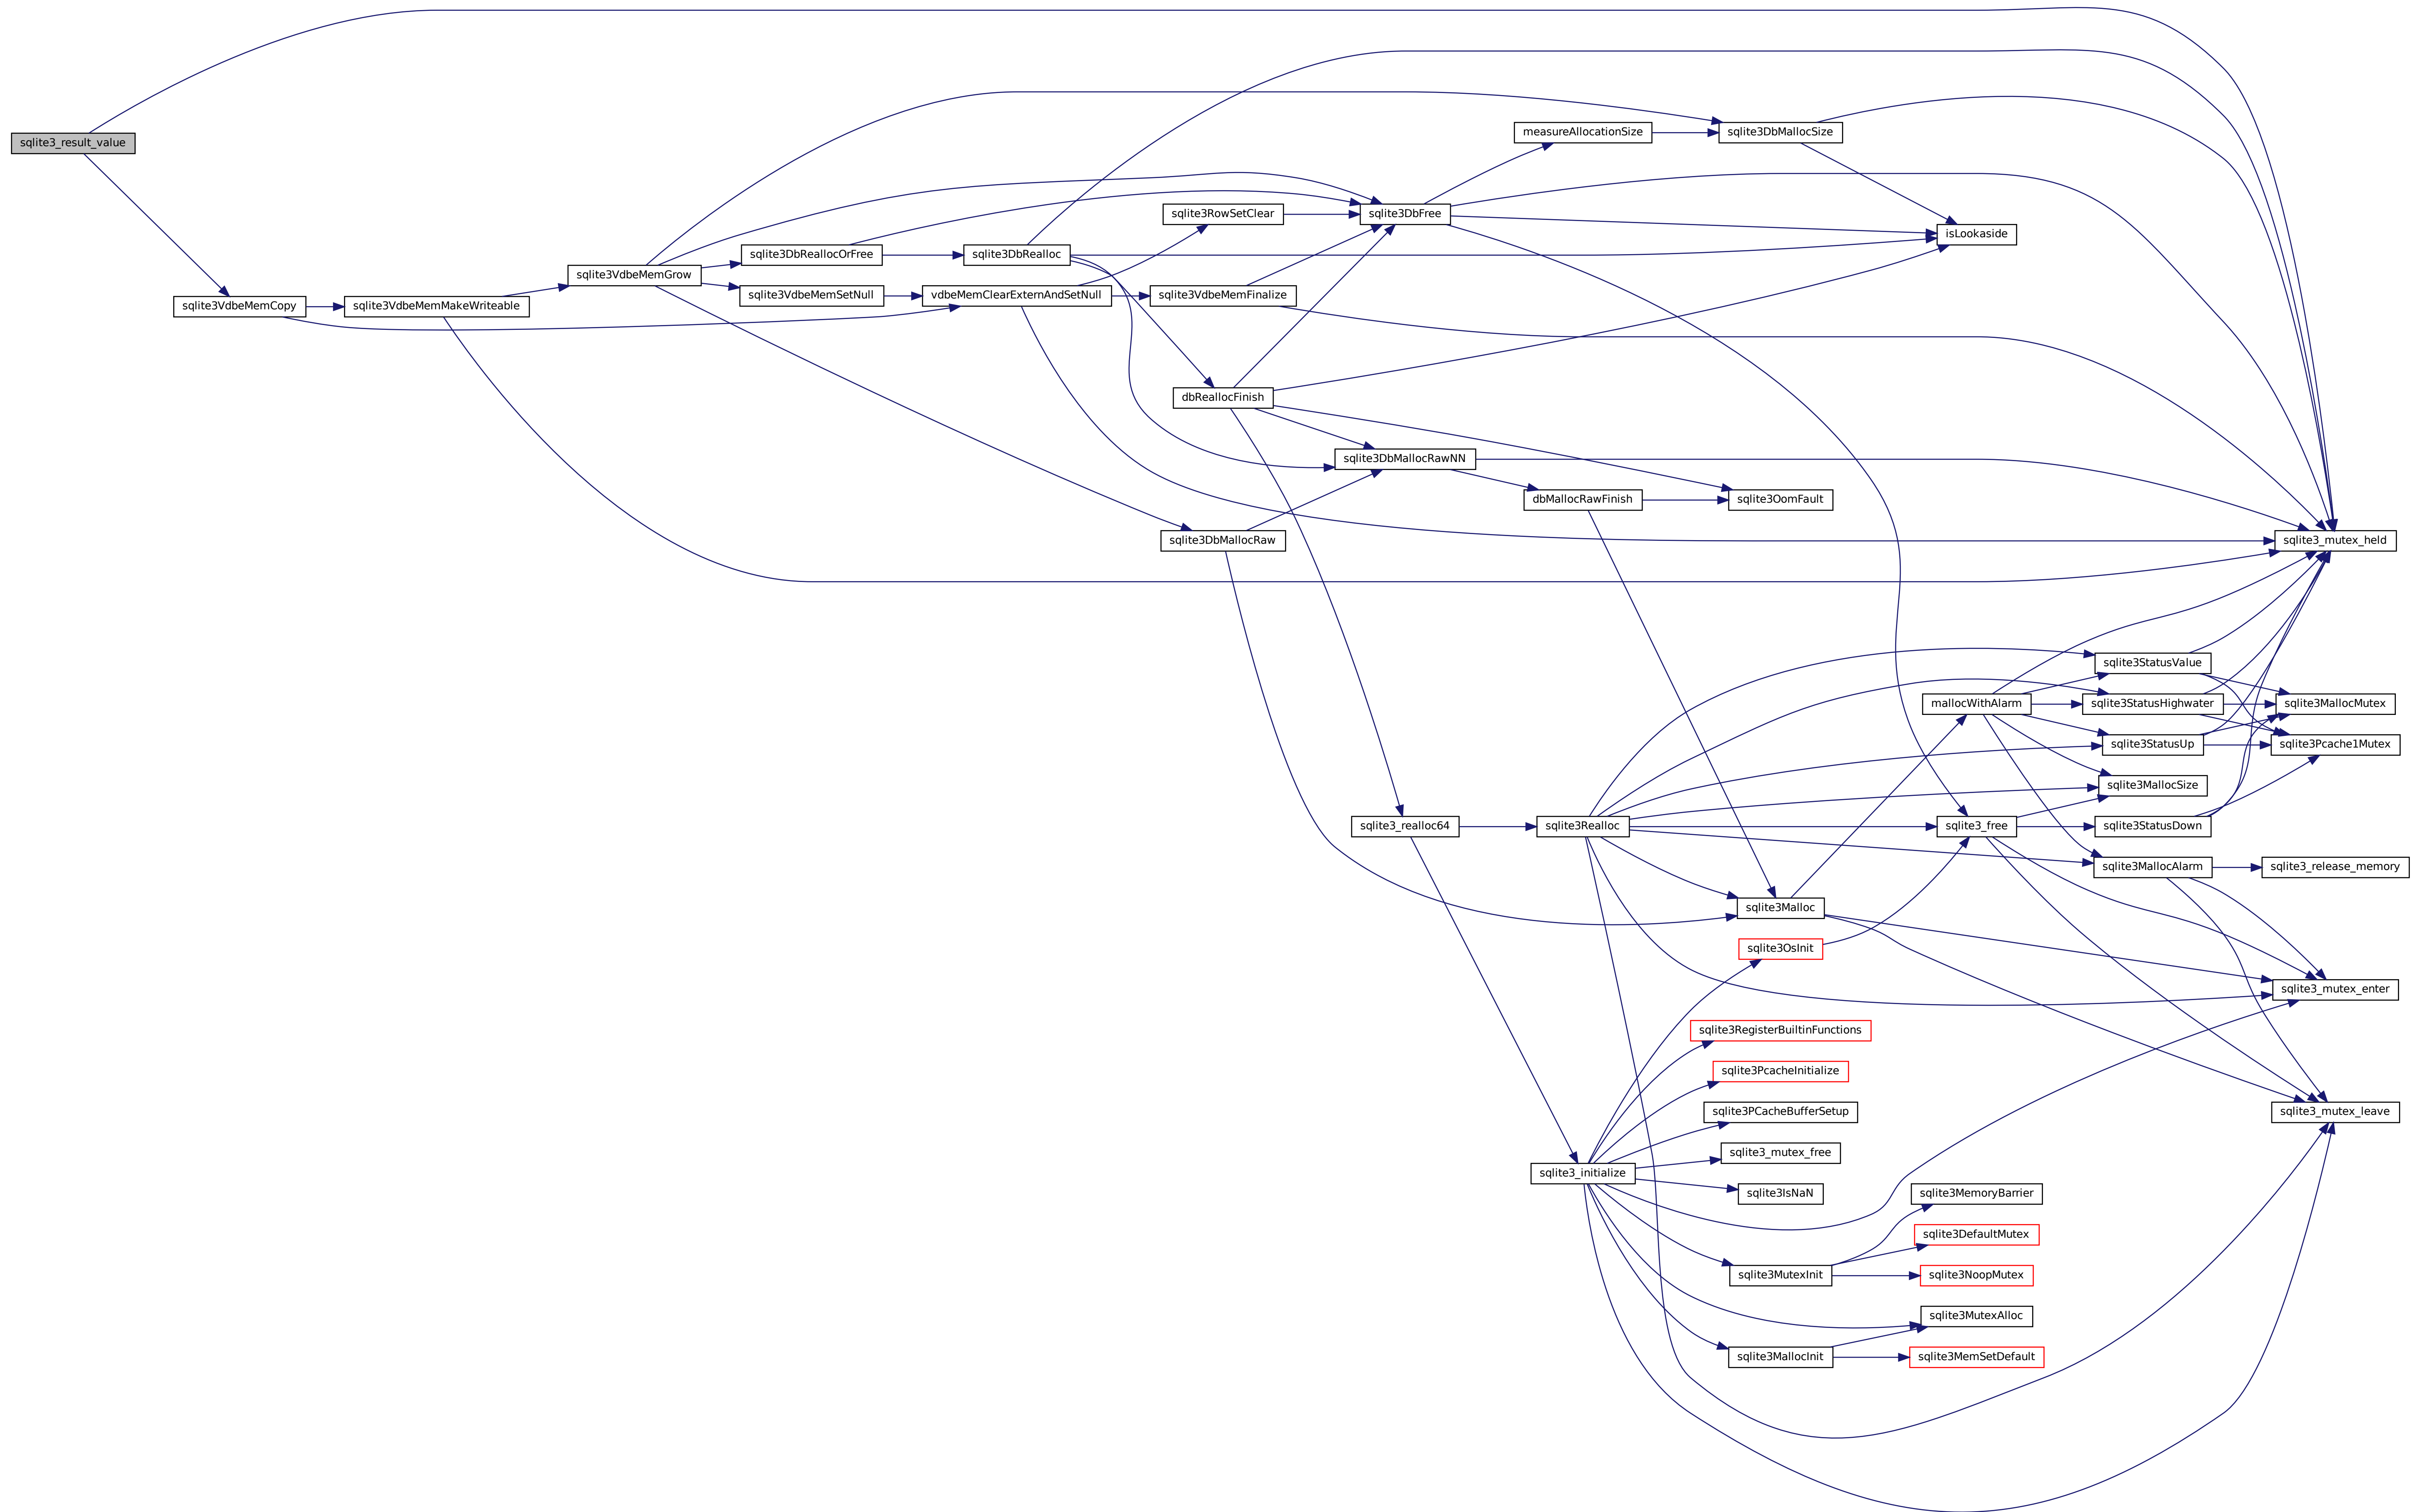 sqlite3_result_value
sqlite3VdbeMemCopy
sqlite3VdbeMemMakeWriteable
sqlite3VdbeMemGrow
sqlite3DbReallocOrFree
sqlite3VdbeMemSetNull
sqlite3DbRealloc
vdbeMemClearExternAndSetNull
sqlite3RowSetClear
sqlite3VdbeMemFinalize
dbReallocFinish
sqlite3DbMallocRaw
sqlite3DbFree
sqlite3DbMallocRawNN
sqlite3_realloc64
measureAllocationSize
dbMallocRawFinish
sqlite3Realloc
sqlite3_initialize
sqlite3DbMallocSize
sqlite3OomFault
sqlite3Malloc
sqlite3OsInit
sqlite3RegisterBuiltinFunctions
sqlite3PcacheInitialize
sqlite3PCacheBufferSetup
sqlite3_mutex_free
sqlite3IsNaN
sqlite3MutexInit
sqlite3MallocInit
isLookaside
mallocWithAlarm
sqlite3_free
sqlite3MemoryBarrier
sqlite3DefaultMutex
sqlite3NoopMutex
sqlite3MutexAlloc
sqlite3MemSetDefault
sqlite3StatusValue
sqlite3StatusHighwater
sqlite3StatusUp
sqlite3MallocSize
sqlite3StatusDown
sqlite3MallocAlarm
sqlite3_mutex_held
sqlite3MallocMutex
sqlite3Pcache1Mutex
sqlite3_release_memory
sqlite3_mutex_enter
sqlite3_mutex_leave